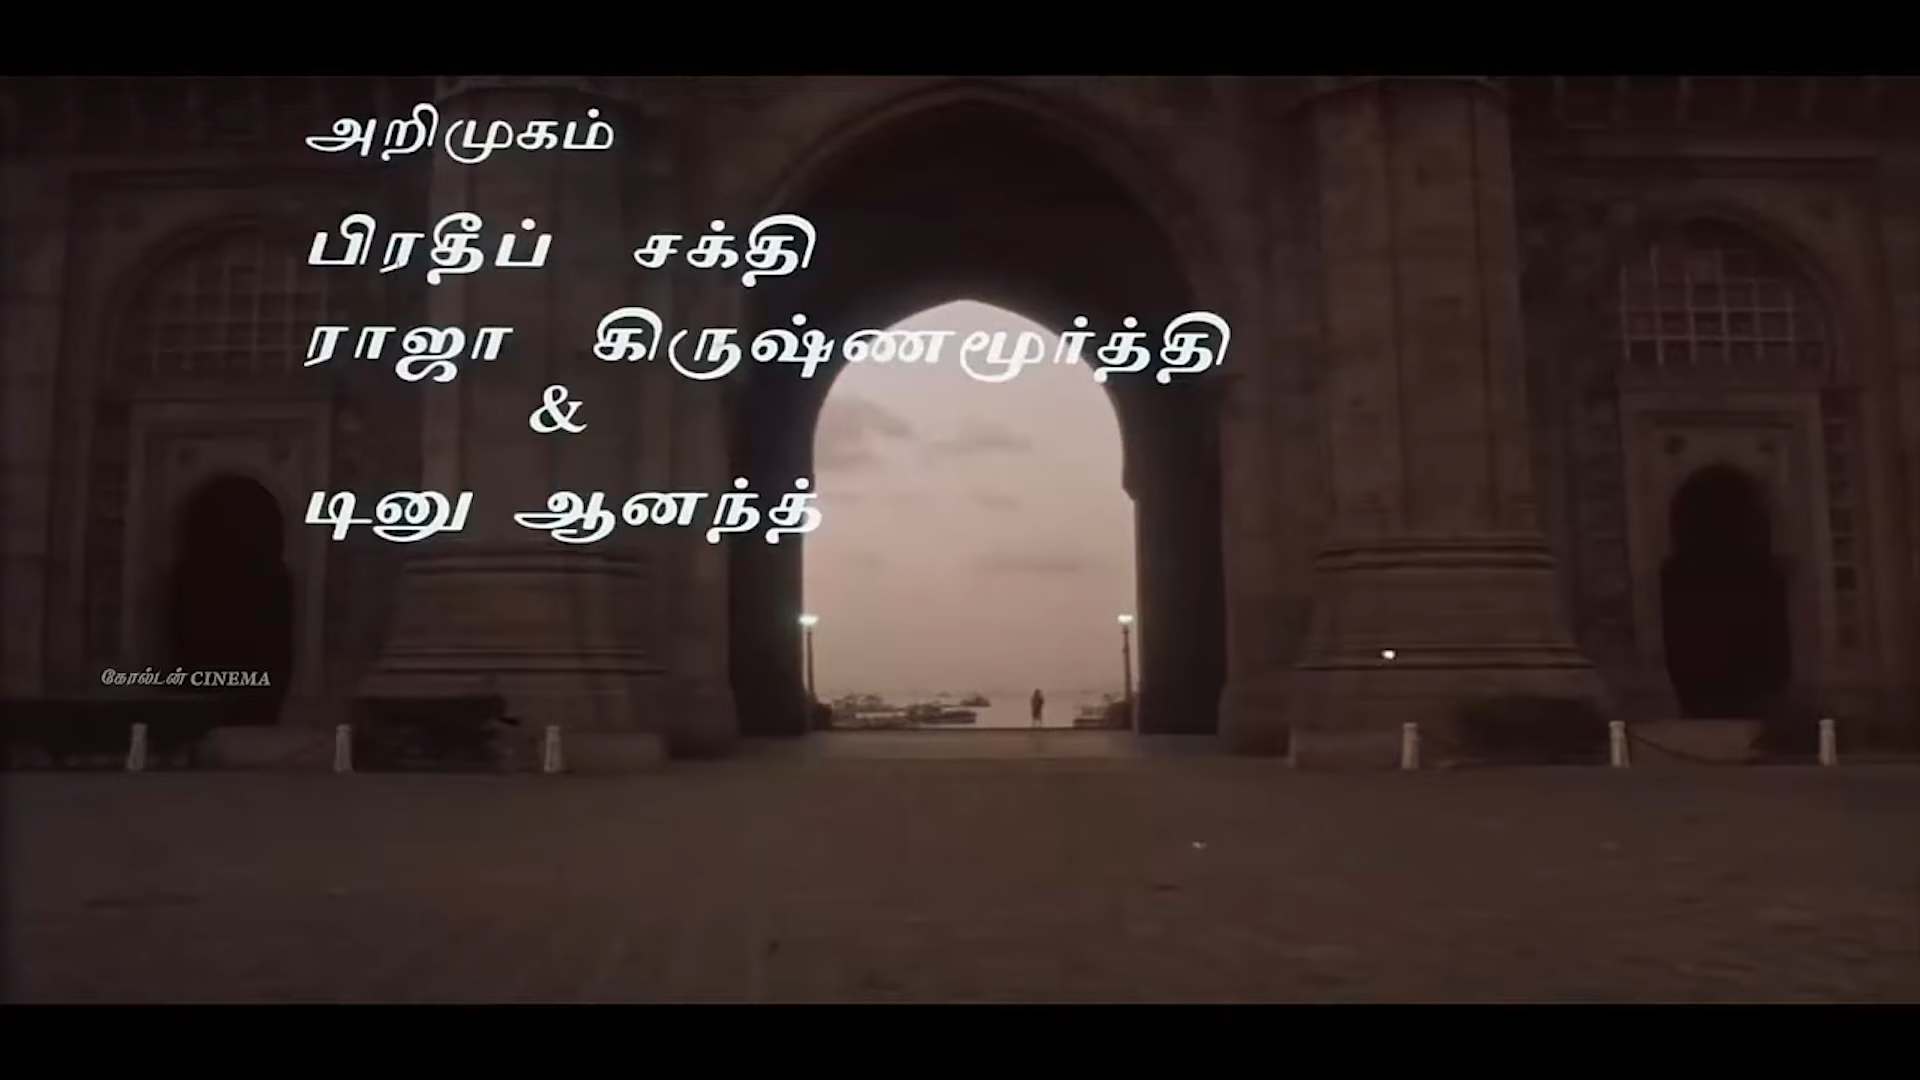 அறிமுகம்
பிரதீப் சக்தி
ராஜா கிருஷ்ணமூர்த்தி
&
டினு ஆனந்த்
கோல்டன் CINEMA